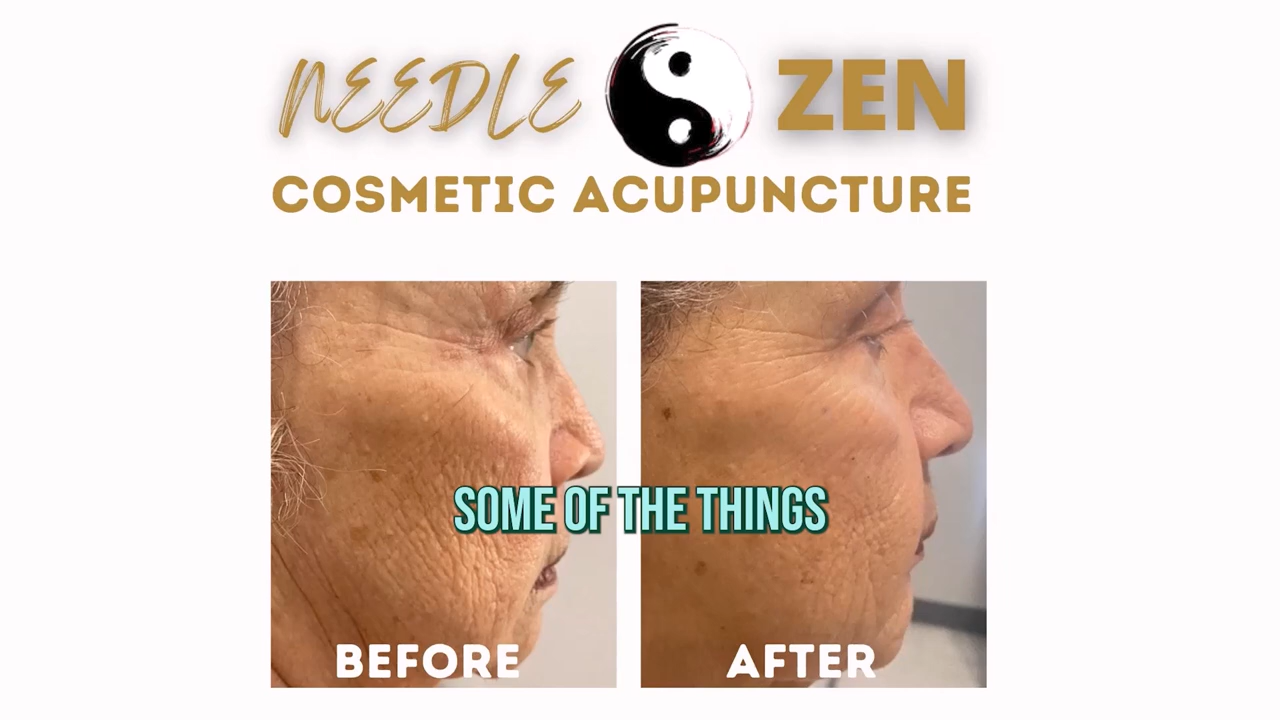 NEEDLE ZEN
COSMETIC ACUPUNCTURE
SOME OF THE THINGS
BEFORE
AFTER